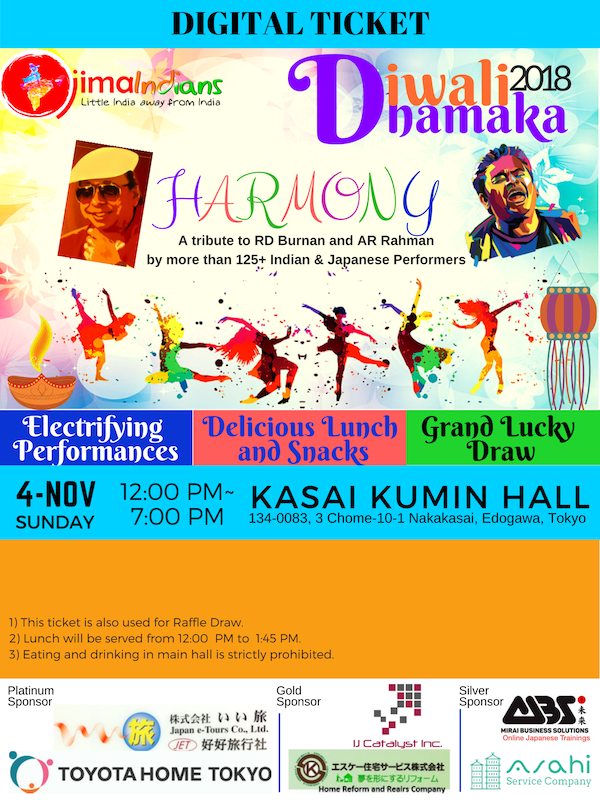 DIGITAL TICKET
jimaIndians
Little India away from India
Diwali 2018
Dhamaka
HARMONY
A tribute to RD Burnan and AR Rahman
by more than 125+ Indian & Japanese Performers
Electrifying
Performances
Delicious Lunch
and Snacks
Grand Lucky
Draw
4-NOV
SUNDAY
12:00 PM~
7:00 PM
KASAI KUMIN HALL
134-0083, 3 Chome-10-1 Nakakasai, Edogawa, Tokyo
1) This ticket is also used for Raffle Draw.
2) Lunch will be served from 12:00 PM to 1:45 PM.
3) Eating and drinking in main hall is strictly prohibited.
Platinum
Sponsor
旅
株式会社 いい旅
Japan e-Tours Co., Ltd.
JET 好好旅行社
TOYOTA HOME TOKYO
Gold
Sponsor
IJ Catalyst Inc.
エスケー住宅サービス株式会社
夢を形にするリフォーム
Home Reform and Reairs Company
Silver
Sponsor
MBS 未来
MIRAI BUSINESS SOLUTIONS
Online Japanese Trainings
Asahi
Service Company